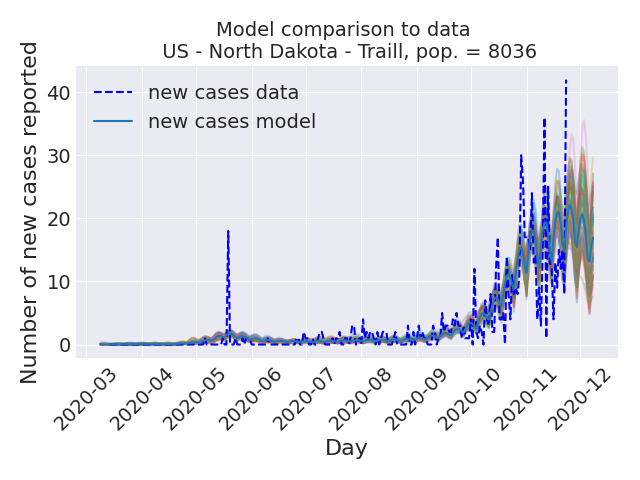 Model comparison to data
US - North Dakota - Traill, pop. = 8036
Number of new cases reported
40
30
20
10
0
new cases data
new cases model
2020-03
2020-04
2020-05
2020-06
2020-07
2020-08
2020-09
2020-10
2020-11
2020-12
Day